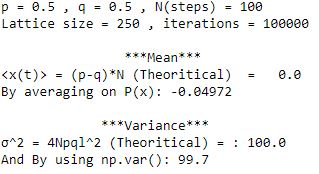 p = 0.5 , q = 0.5 , N(steps) = 100
Lattice size = 250 , iterations = 100000
***Mean***
<x(t)> = (p-q)*N (Theoritical)  =   0.0
By averaging on P(x): -0.04972
***Variance***
σ^2 = 4Npql^2 (Theoritical) = : 100.0
And By using np.var(): 99.7